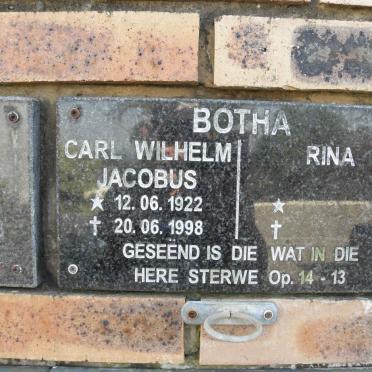 BOTHA
CARL WILHELM
JACOBUS
★ 12. 06. 1922
✝ 20. 06. 1998
RINA
★
✝
GESEËND IS DIE WAT IN DIE
HERE STERWE Op. 14 - 13